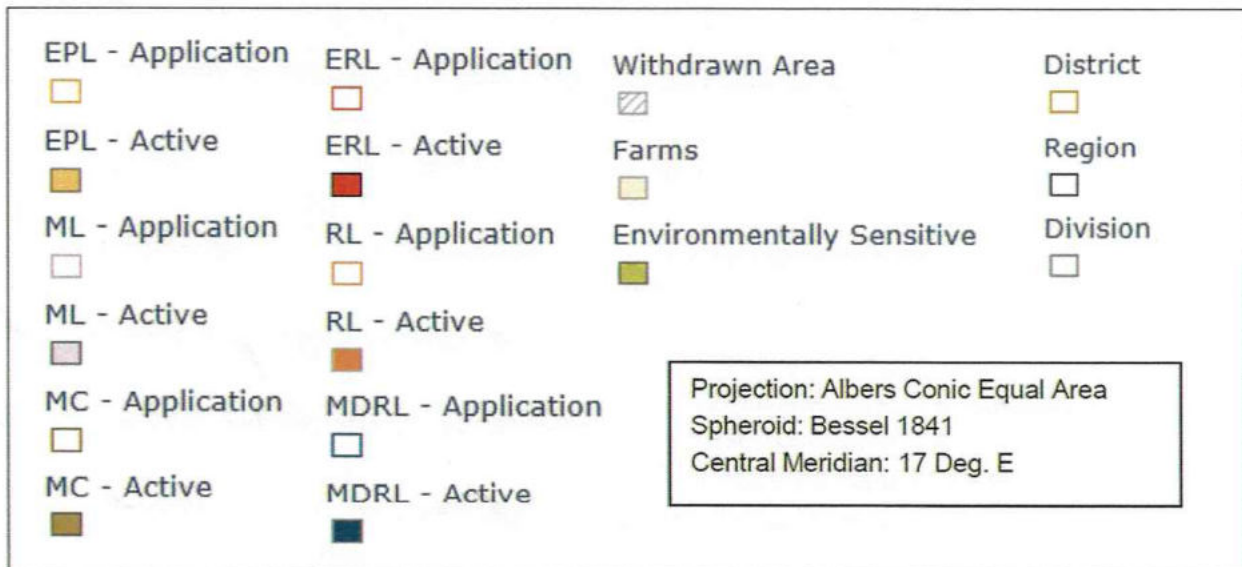 EPL - Application
EPL - Active
ML - Application
ML - Active
MC - Application
MC - Active
ERL - Application
ERL - Active
RL - Application
RL - Active
MDRL - Application
MDRL - Active
Withdrawn Area
Farms
Environmentally Sensitive
District
Region
Division
Projection: Albers Conic Equal Area
Spheroid: Bessel 1841
Central Meridian: 17 Deg. E